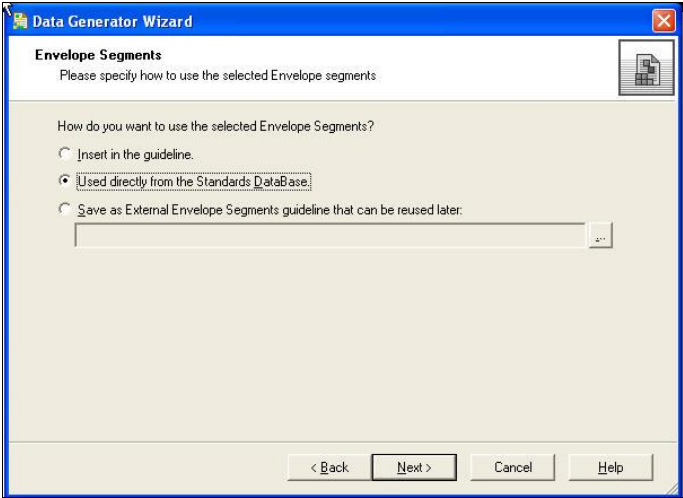 Data Generator Wizard
Envelope Segments
Please specify how to use the selected Envelope segments
How do you want to use the selected Envelope Segments?
Insert in the guideline.
Used directly from the Standards DataBase.
Save as External Envelope Segments guideline that can be reused later:
...
< Back Next > Cancel Help